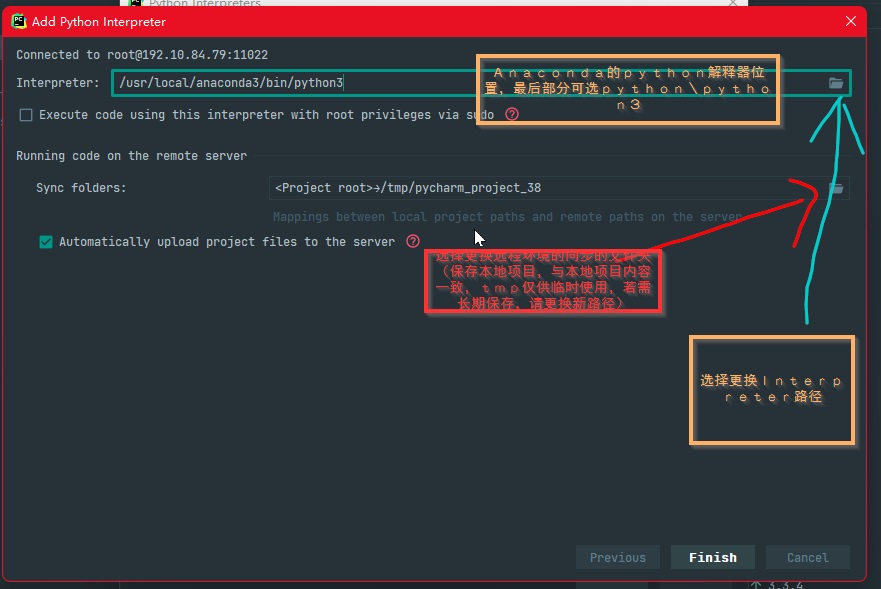 Python Interpreters
Add Python Interpreter
Connected to root@192.10.84.79:11022
Interpreter: /usr/local/anaconda3/bin/python3
Anaconda的python解释器位
置，最后部分可选python\pytho
n3
Execute code using this interpreter with root privileges via sudo
Running code on the remote server
Sync folders: <Project root>→/tmp/pycharm_project_38
Mappings between local project paths and remote paths on the server
Automatically upload project files to the server
选择更换远程环境的同步的文件夹
（保存本地项目，与本地项目内容
一致，tmp仅供临时使用，若需
长期保存，请更换新路径）
选择更换Interp
reter路径
Previous Finish Cancel
3.3.4